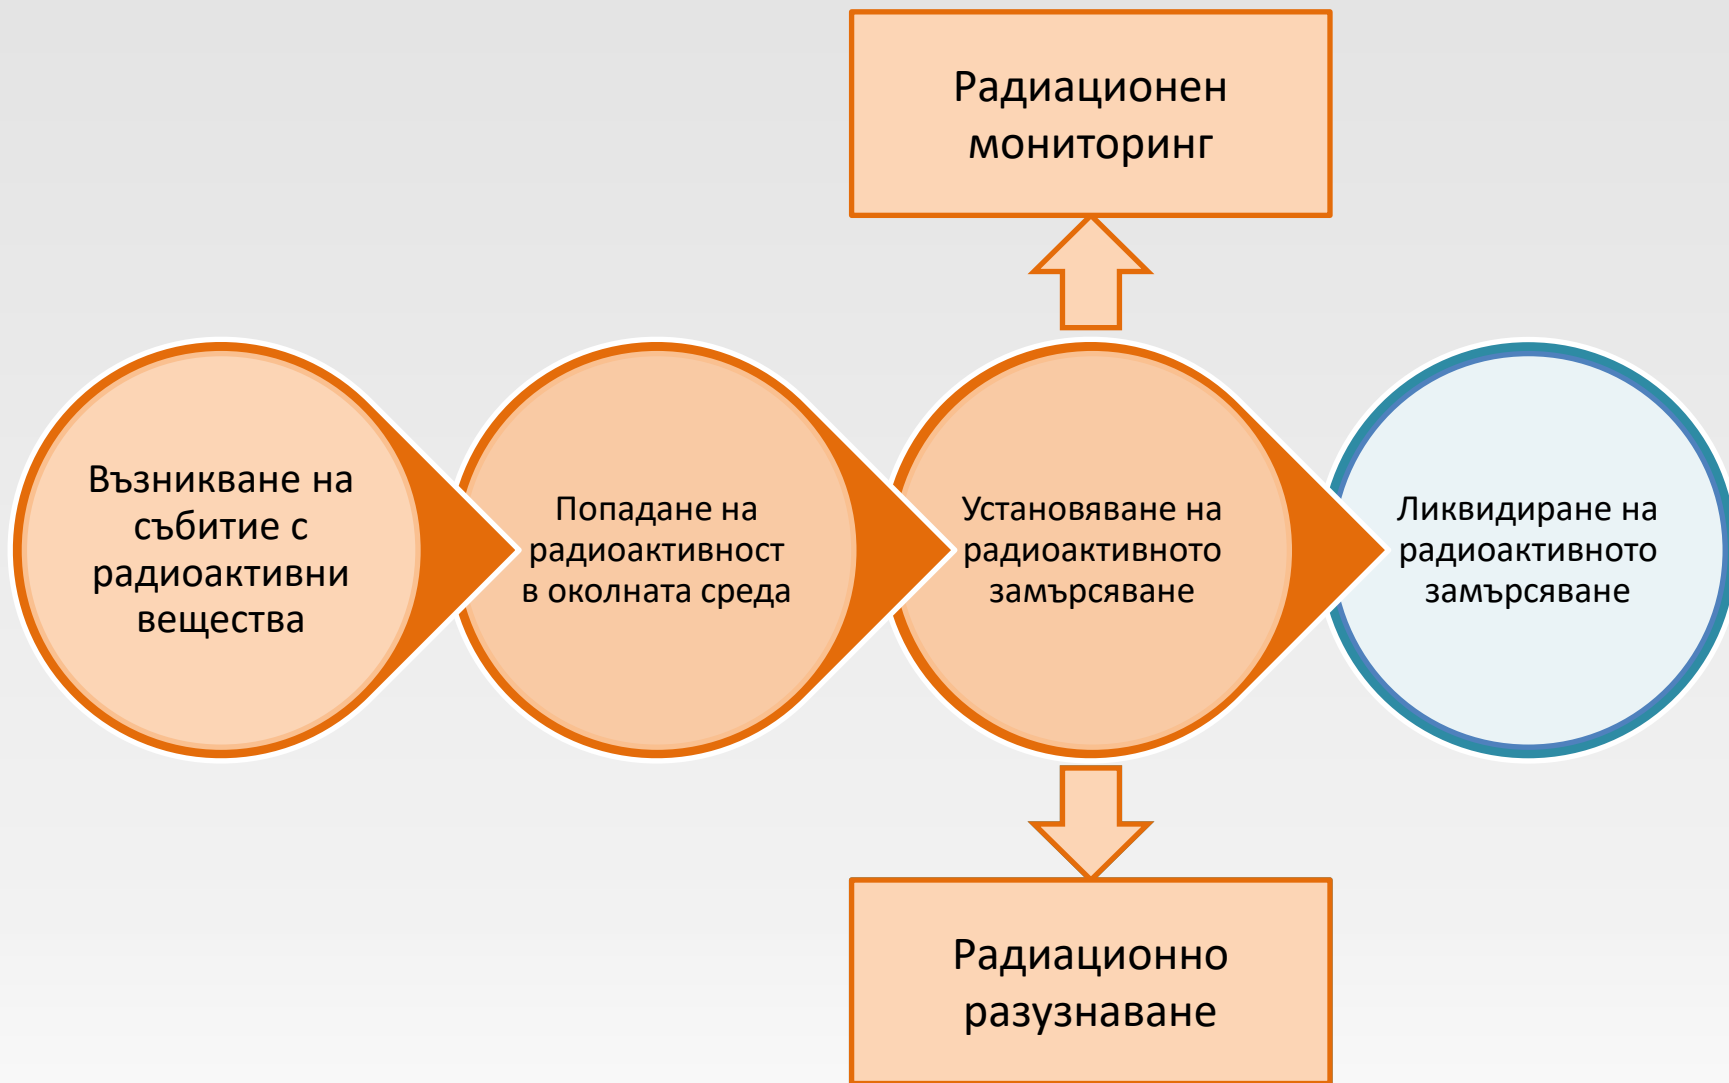 Радиационен
мониторинг
Възникване на
събитие с
радиоактивни
вещества
Попадане на
радиоактивност
в околната среда
Установяване на
радиоактивното
замърсяване
Ликвидиране на
радиоактивното
замърсяване
Радиационно
разузнаване